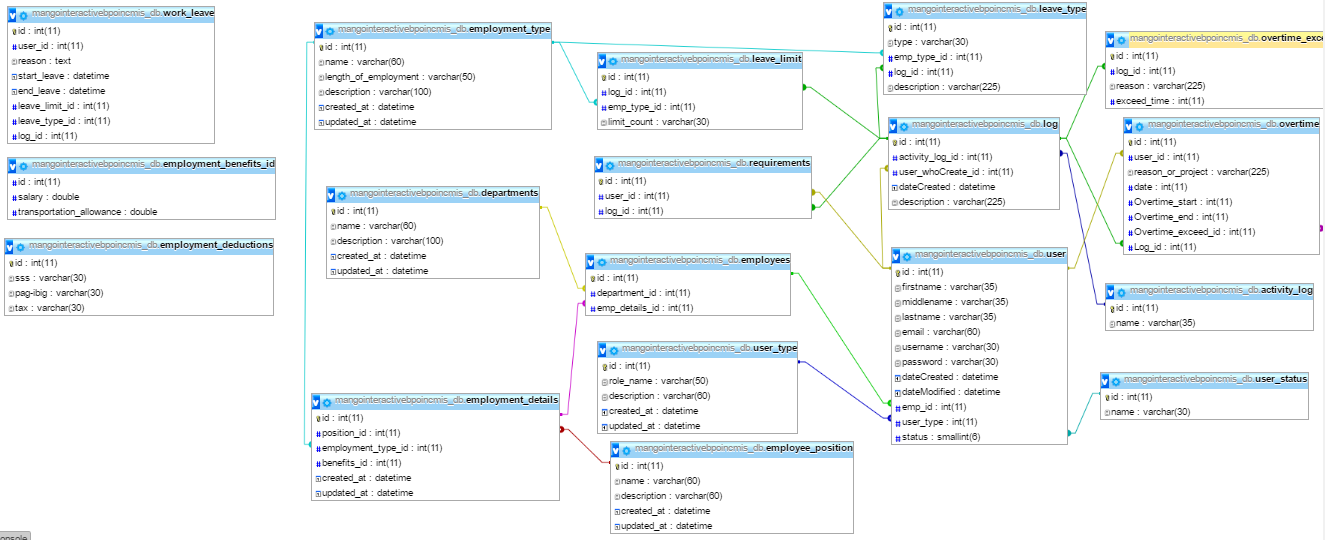 mangointeractivebpoincmis_db.work_leave
id : int(11)
user_id : int(11)
reason : text
start_leave : datetime
end_leave : datetime
leave_limit_id : int(11)
leave_type_id : int(11)
log_id : int(11)
mangointeractivebpoincmis_db.employment_benefits_id
id : int(11)
salary : double
transportation_allowance : double
mangointeractivebpoincmis_db.employment_deductions
id : int(11)
sss : varchar(30)
pag-ibig : varchar(30)
tax : varchar(30)
mangointeractivebpoincmis_db.employment_type
id : int(11)
name : varchar(60)
length_of_employment : varchar(50)
description : varchar(100)
created_at : datetime
updated_at : datetime
mangointeractivebpoincmis_db.departments
id : int(11)
name : varchar(60)
description : varchar(100)
created_at : datetime
updated_at : datetime
mangointeractivebpoincmis_db.employment_details
id : int(11)
position_id : int(11)
employment_type_id : int(11)
benefits_id : int(11)
created_at : datetime
updated_at : datetime
mangointeractivebpoincmis_db.leave_limit
id : int(11)
log_id : int(11)
emp_type_id : int(11)
limit_count : varchar(30)
mangointeractivebpoincmis_db.requirements
id : int(11)
user_id : int(11)
log_id : int(11)
mangointeractivebpoincmis_db.employees
id : int(11)
department_id : int(11)
emp_details_id : int(11)
mangointeractivebpoincmis_db.user_type
id : int(11)
role_name : varchar(50)
description : varchar(60)
created_at : datetime
updated_at : datetime
mangointeractivebpoincmis_db.employee_position
id : int(11)
name : varchar(60)
description : varchar(60)
created_at : datetime
updated_at : datetime
mangointeractivebpoincmis_db.leave_type
id : int(11)
type : varchar(30)
emp_type_id : int(11)
log_id : int(11)
description : varchar(225)
mangointeractivebpoincmis_db.log
id : int(11)
activity_log_id : int(11)
user_whoCreate_id : int(11)
dateCreated : datetime
description : varchar(225)
mangointeractivebpoincmis_db.user
id : int(11)
firstname : varchar(35)
middlename : varchar(35)
lastname : varchar(35)
email : varchar(60)
username : varchar(30)
password : varchar(30)
dateCreated : datetime
dateModified : datetime
emp_id : int(11)
user_type : int(11)
status : smallint(6)
mangointeractivebpoincmis_db.overtime_exce
id : int(11)
log_id : int(11)
reason : varchar(225)
exceed_time : int(11)
mangointeractivebpoincmis_db.overtime
id : int(11)
user_id : int(11)
reason_or_project : varchar(225)
date : int(11)
Overtime_start : int(11)
Overtime_end : int(11)
Overtime_exceed_id : int(11)
Log_id : int(11)
mangointeractivebpoincmis_db.activity_log
id : int(11)
name : varchar(35)
mangointeractivebpoincmis_db.user_status
id : int(11)
name : varchar(30)
onsole